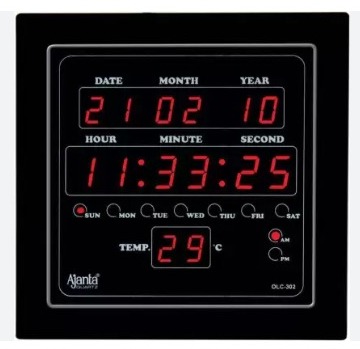 DATE MONTH YEAR
21 02 10
HOUR MINUTE SECOND
11:33:25
SUN MON TUE WED THU FRI SAT
TEMP. 29 °C
AM
PM
Ajanta
QUARTZ
OLC-302